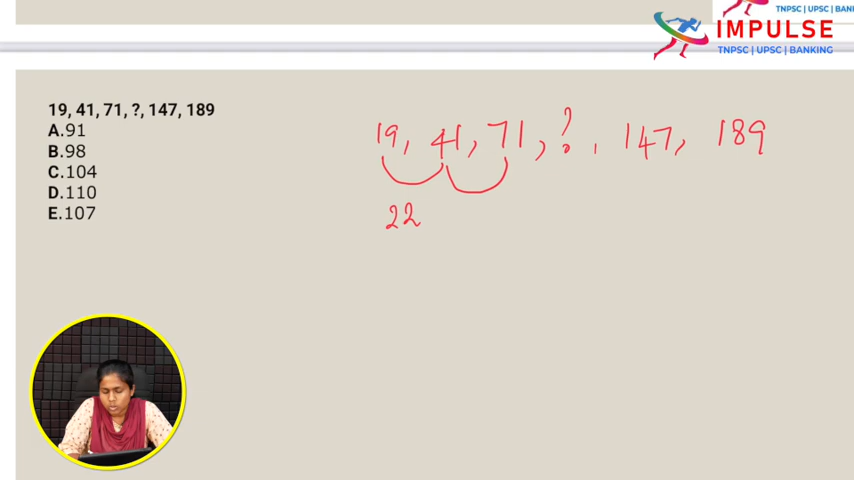 TNPSC | UPSC | BANKING
IMPULSE
TNPSC | UPSC | BANKING
19, 41, 71, ?, 147, 189
A.91
B.98
C.104
D.110
E.107
19, 41, 71, ?, 147, 189
22